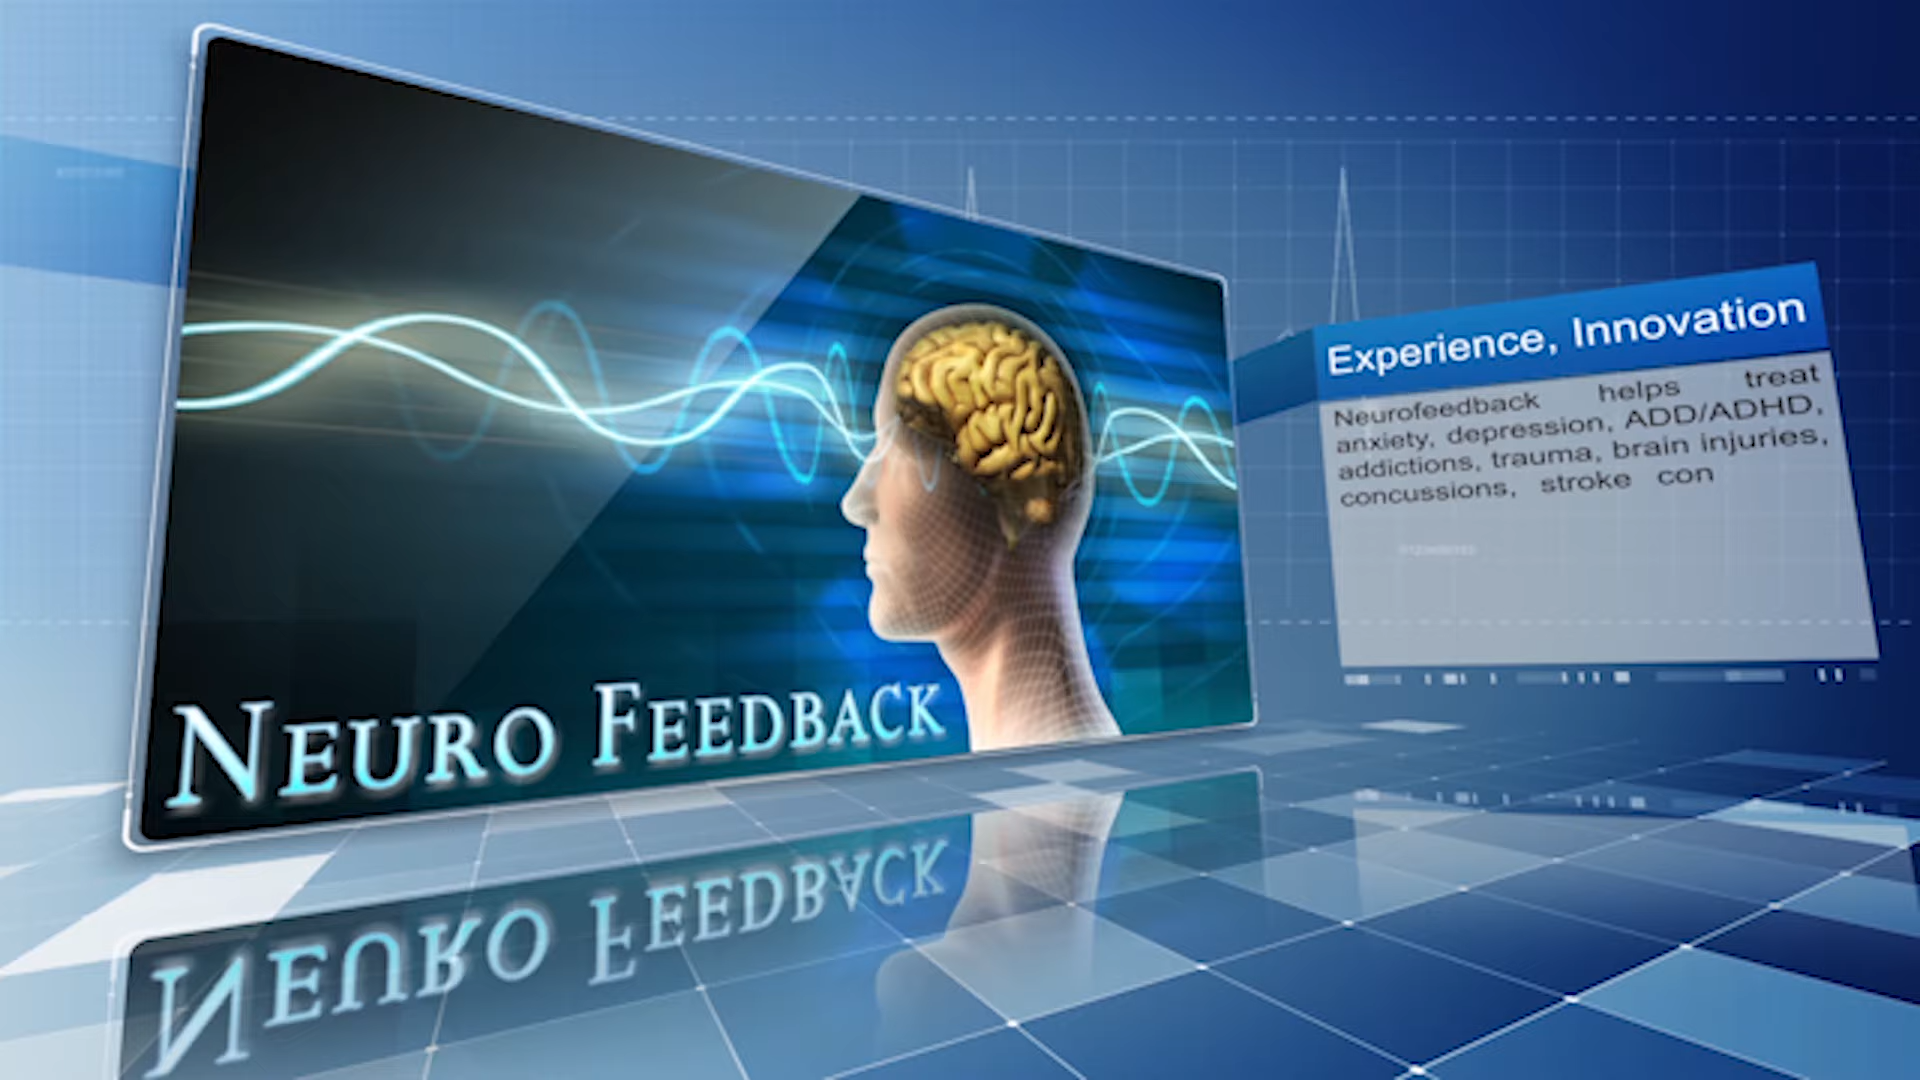 NEURO FEEDBACK
Experience, Innovation
Neurofeedback helps treat
anxiety, depression, ADD/ADHD,
addictions, trauma, brain injuries,
concussions, stroke con